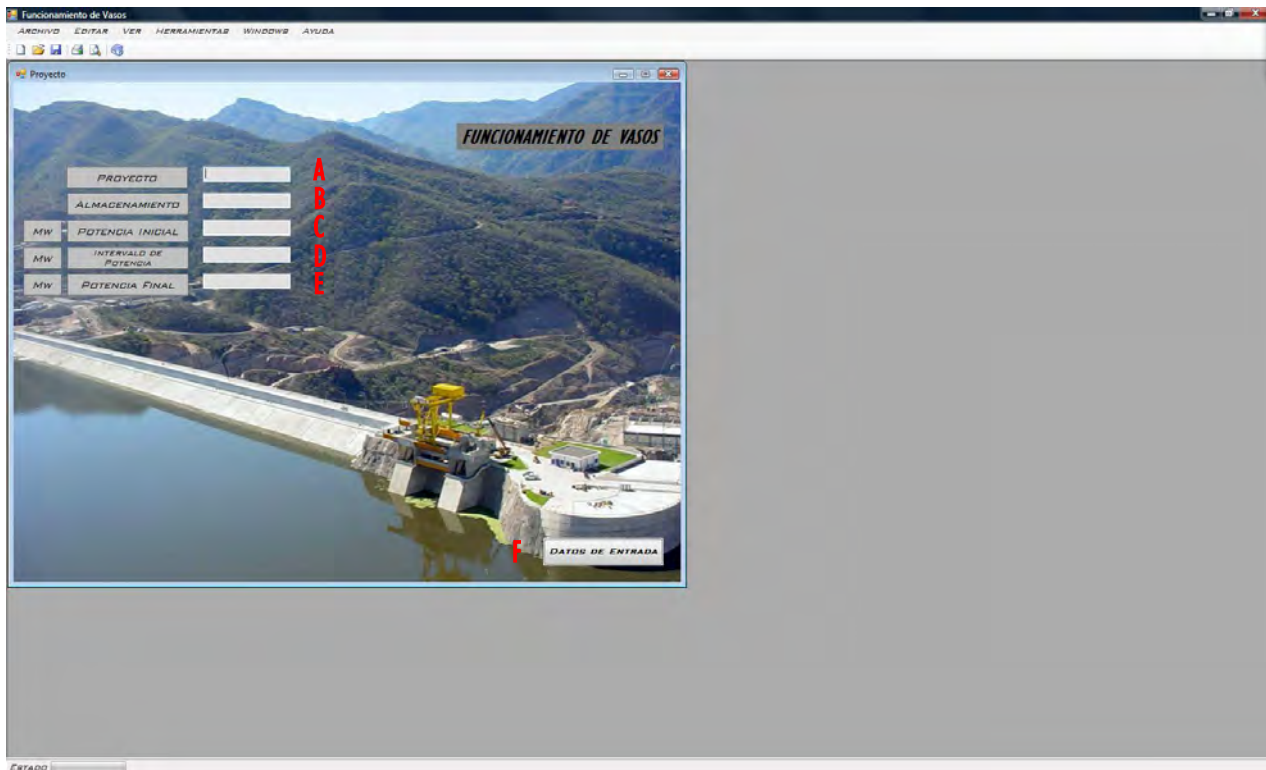 Funcionamiento de Vasos
ARCHIVO EDITAR VER HERRAMIENTAS WINDOWS AYUDA
Proyecto
FUNCIONAMIENTO DE VASOS
PROYECTO A
ALMACENAMIENTO B
MW POTENCIA INICIAL C
MW INTERVALO DE
POTENCIA D
MW POTENCIA FINAL E
F DATOS DE ENTRADA
ESTADO